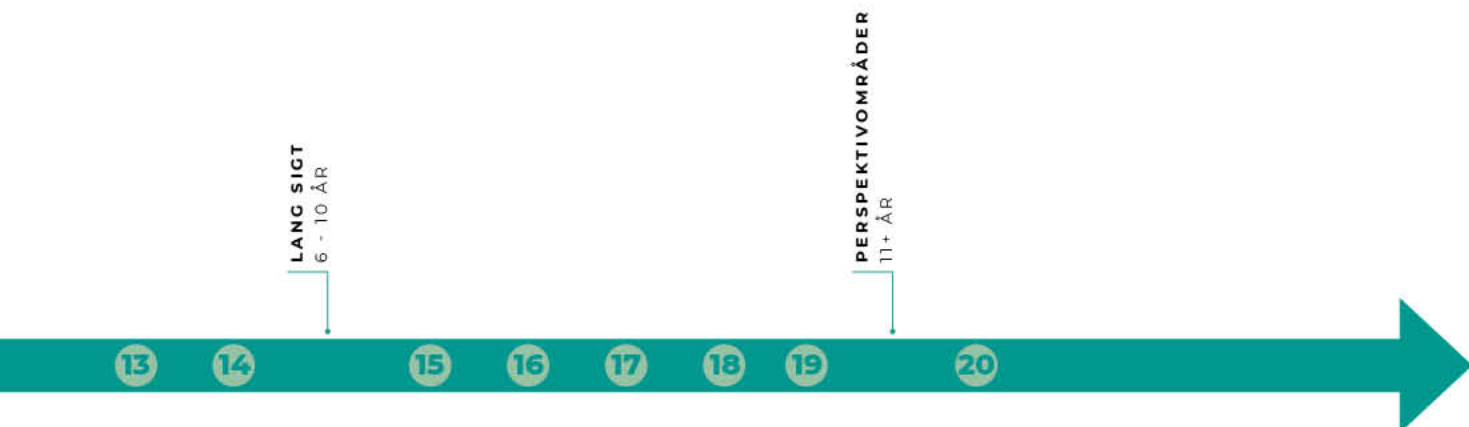 LANG SIGT
6 - 10 ÅR
PERSPEKTIVOMRÅDER
11+ ÅR
13
14
15
16
17
18
19
20